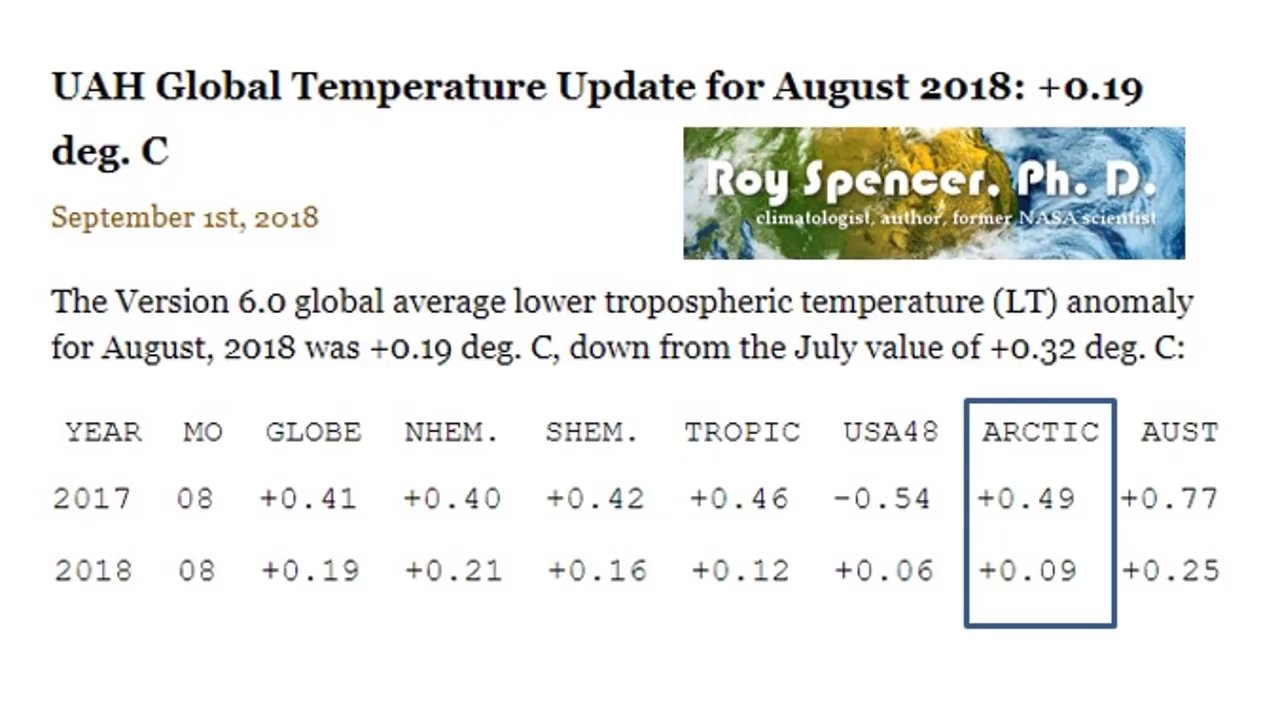 UAH Global Temperature Update for August 2018: +0.19
deg. C
Roy Spencer, Ph. D.
climatologist, author, former NASA scientist
September 1st, 2018
The Version 6.0 global average lower tropospheric temperature (LT) anomaly
for August, 2018 was +0.19 deg. C, down from the July value of +0.32 deg. C:
YEAR MO GLOBE NHEM. SHEM. TROPIC USA48 ARCTIC AUST
2017 08 +0.41 +0.40 +0.42 +0.46 -0.54 +0.49 +0.77
2018 08 +0.19 +0.21 +0.16 +0.12 +0.06 +0.09 +0.25